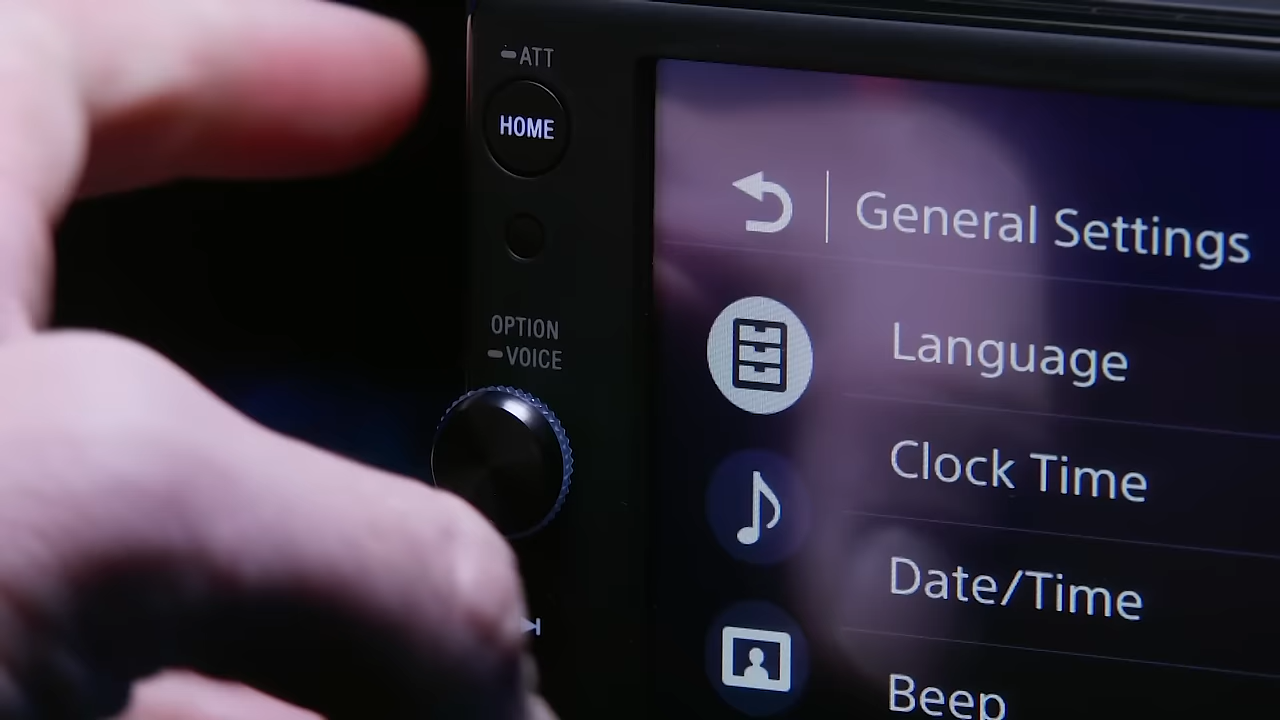 ATT
HOME
OPTION
VOICE
General Settings
Language
Clock Time
Date/Time
Beep